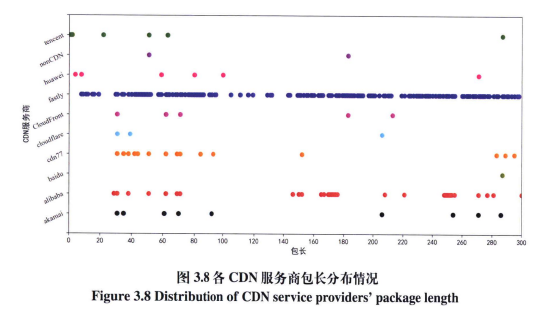 tencent
nonCDN
huawei
fastly
CloudFront
cloudflare
cdn77
baidu
alibaba
akamai
CDN服务商
0 20 40 60 80 100 120 140 160 180 200 220 240 260 280 300
包长
图 3.8 各 CDN 服务商包长分布情况
Figure 3.8 Distribution of CDN service providers' package length